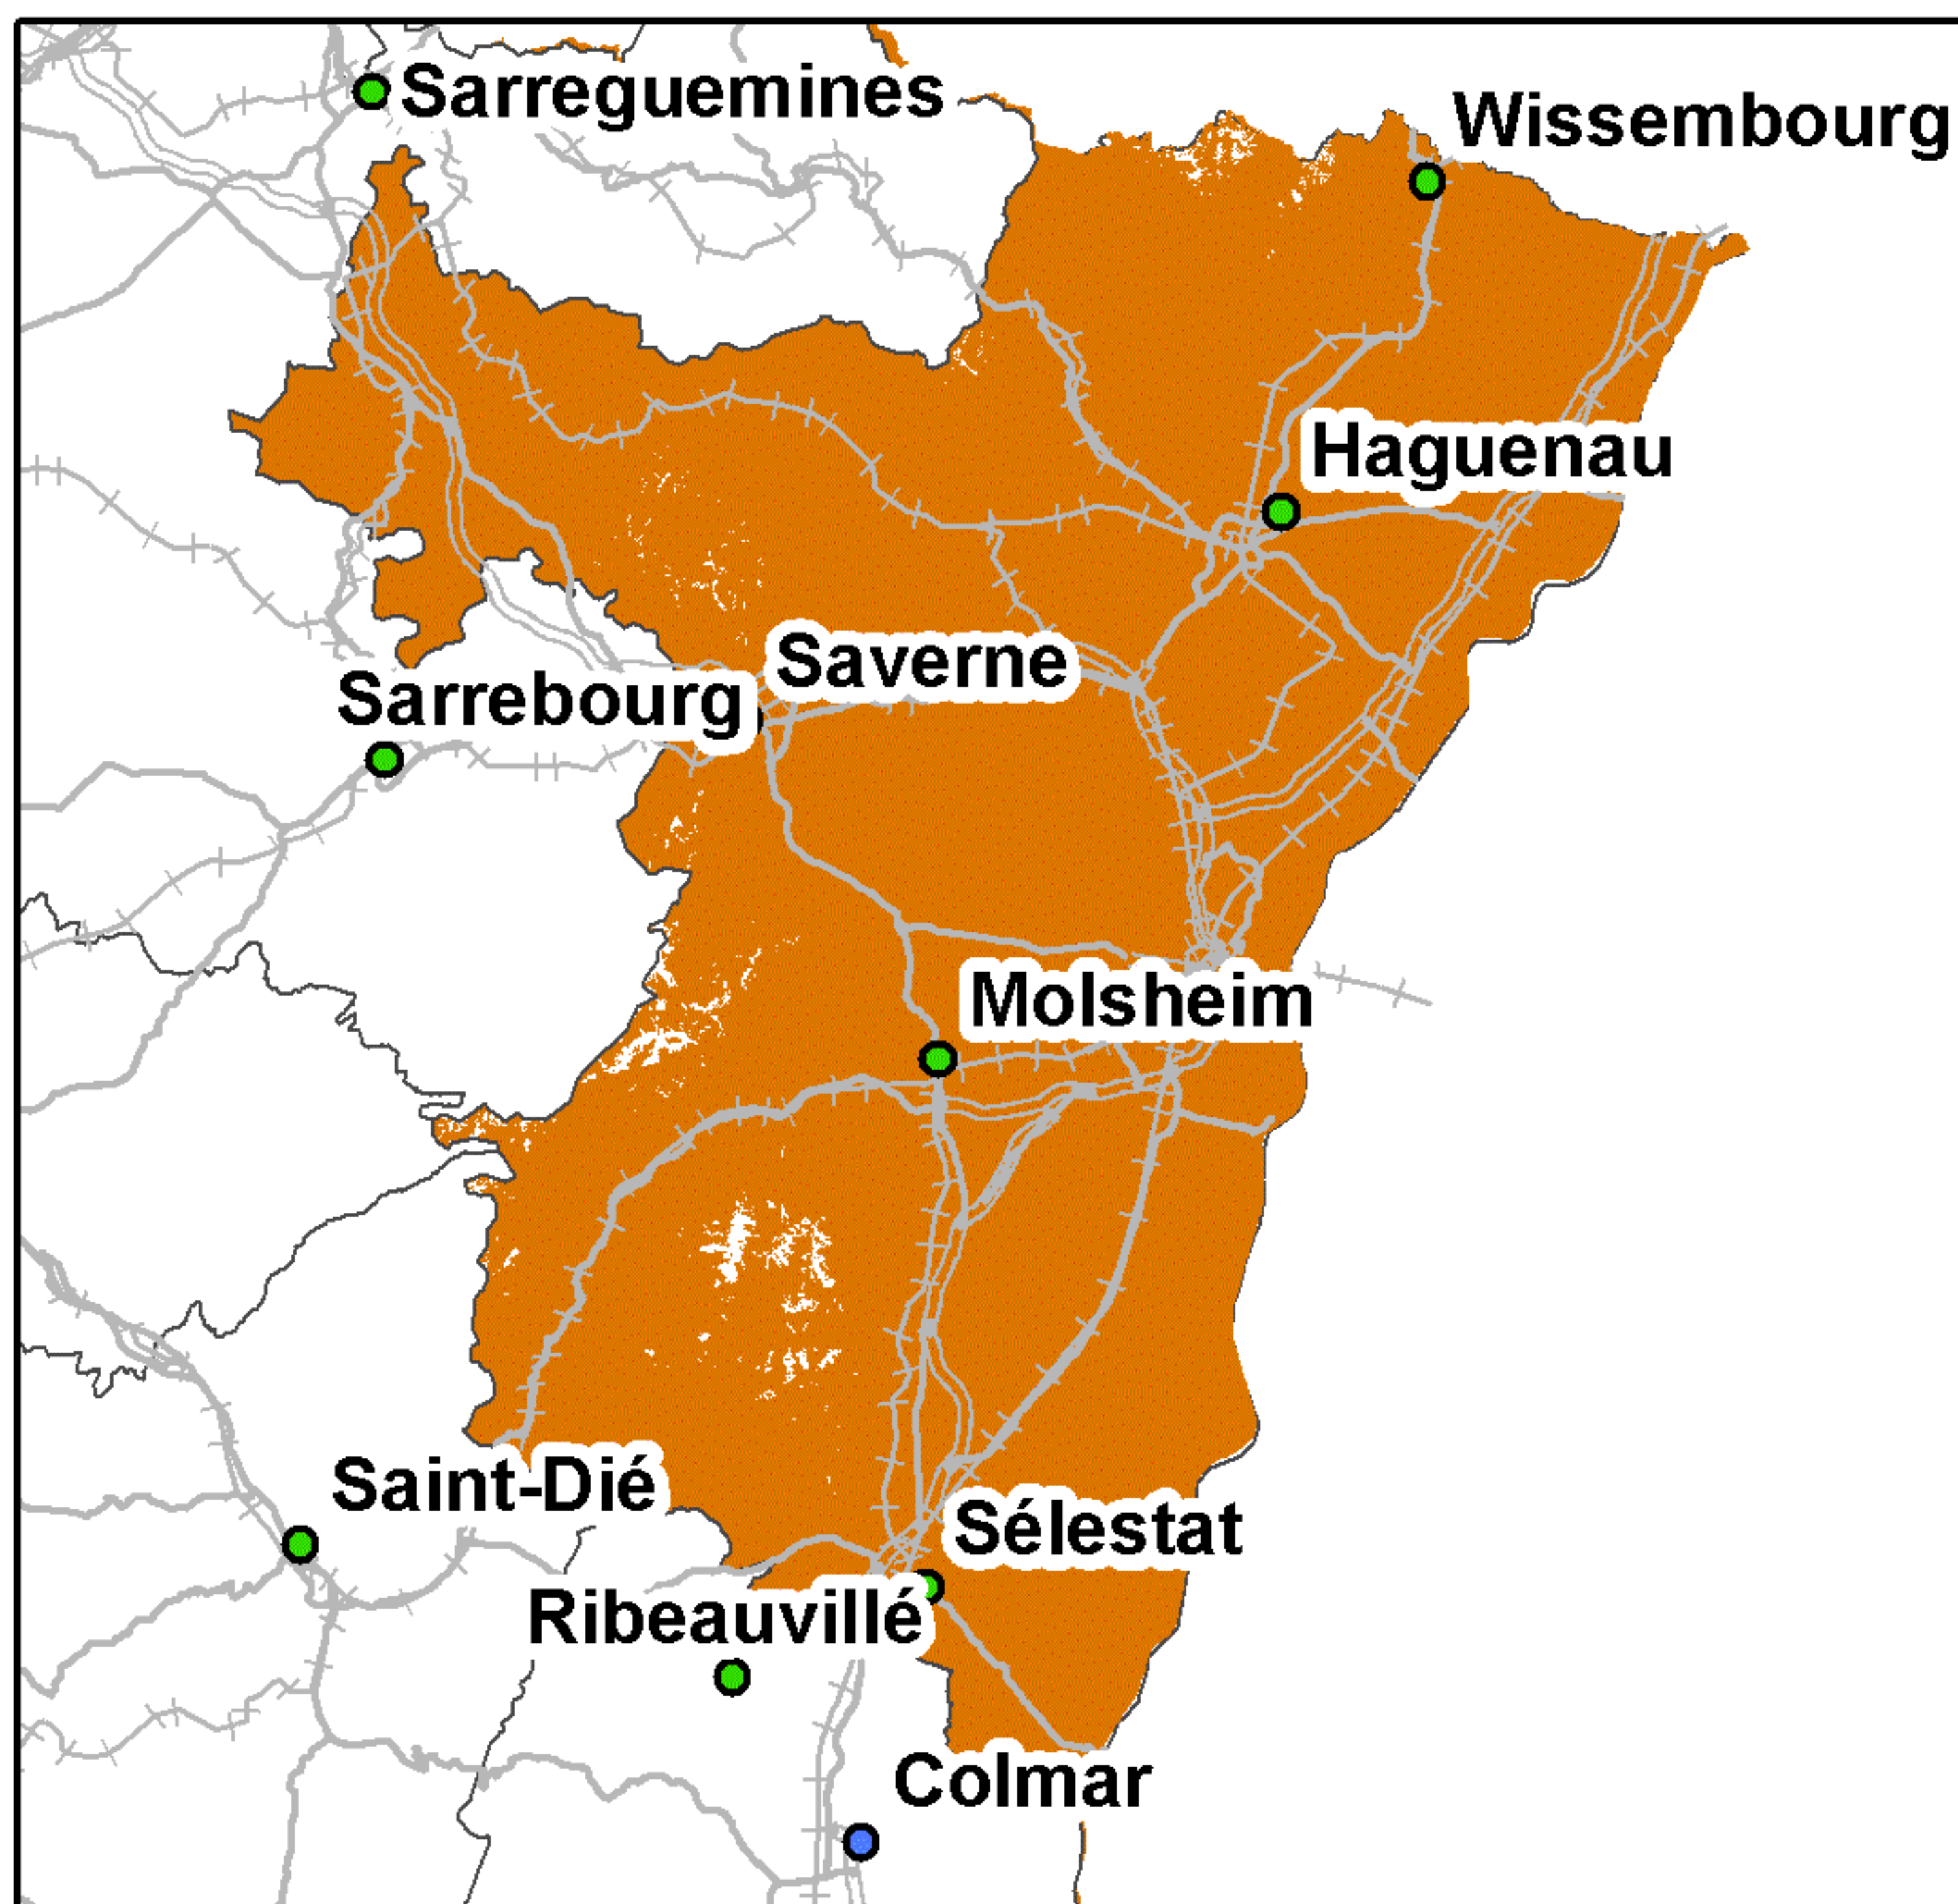 Sarreguemines
Wissembourg
Haguenau
Saverne
Sarrebourg
Molsheim
Saint-Dié
Sélestat
Ribeauvillé
Colmar